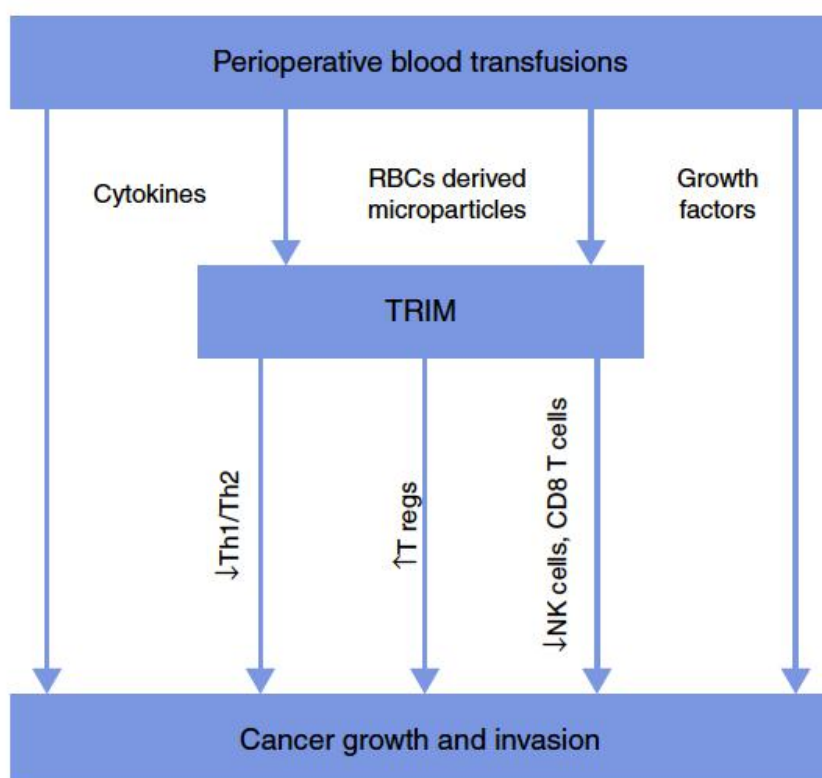 Perioperative blood transfusions
Cytokines
RBCs derived
microparticles
Growth
factors
TRIM
↓Th1/Th2
↑T regs
↓NK cells, CD8 T cells
Cancer growth and invasion